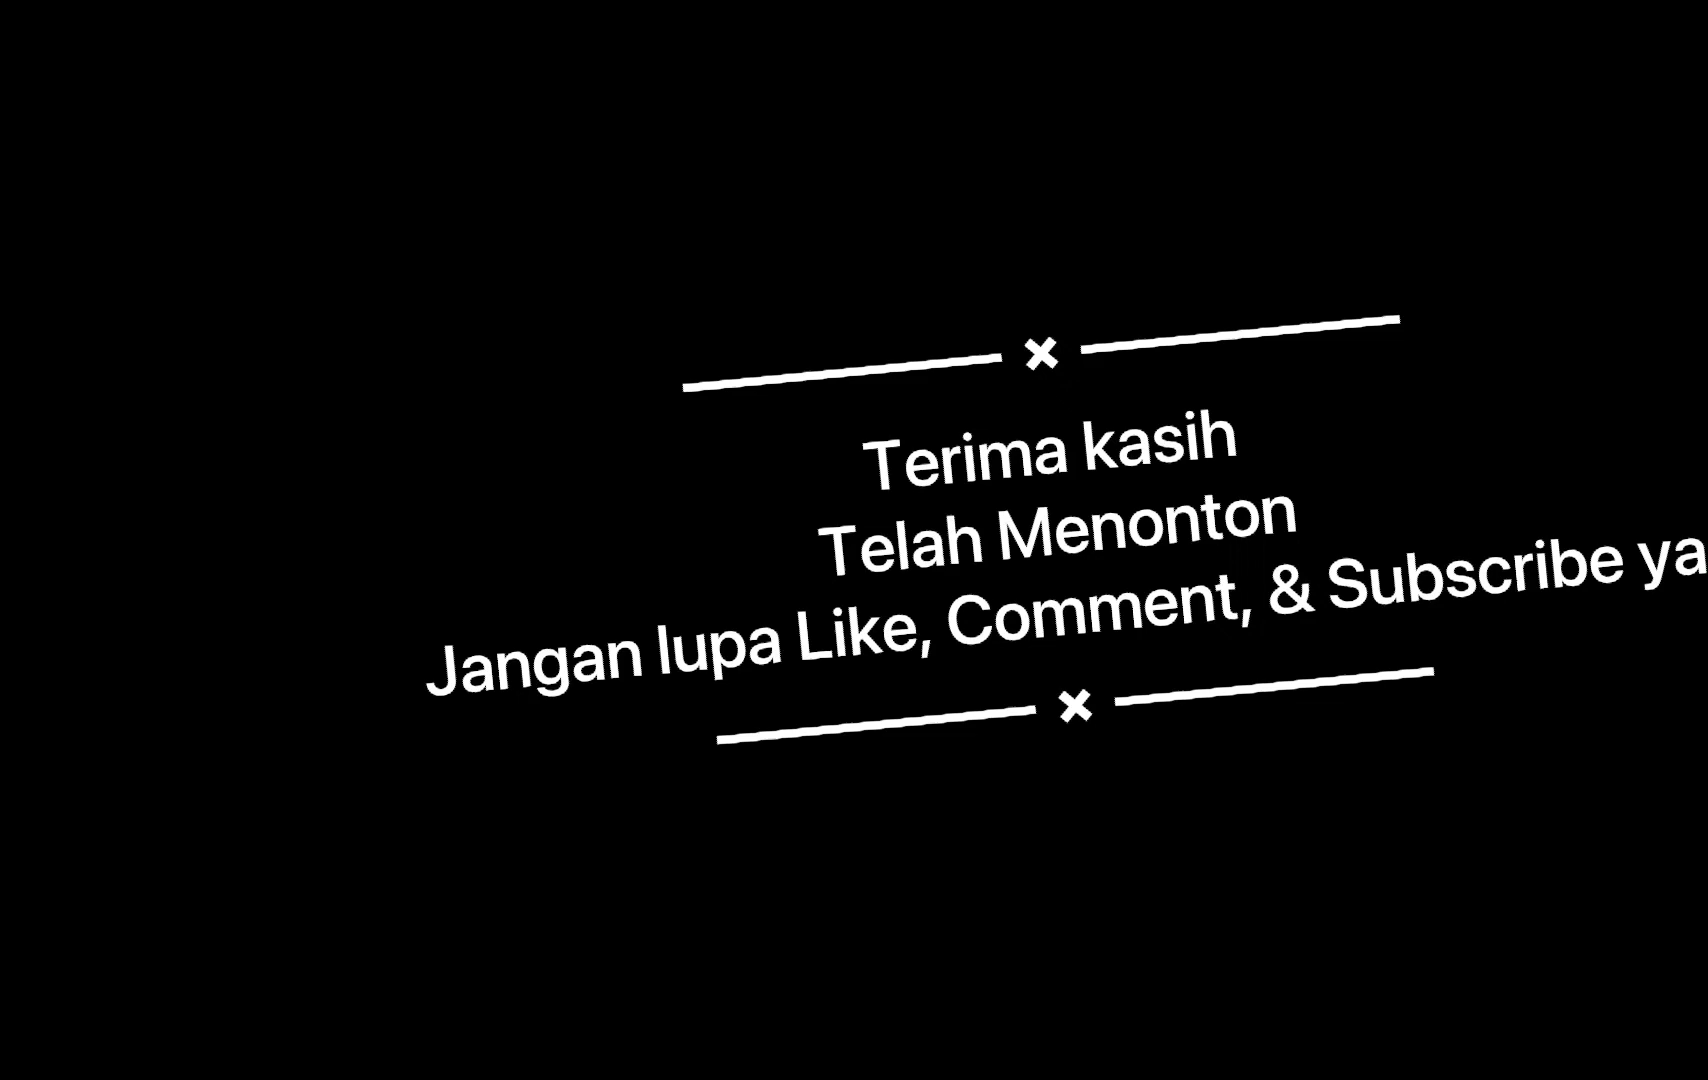 Terima kasih
Telah Menonton
Jangan lupa Like, Comment, & Subscribe ya